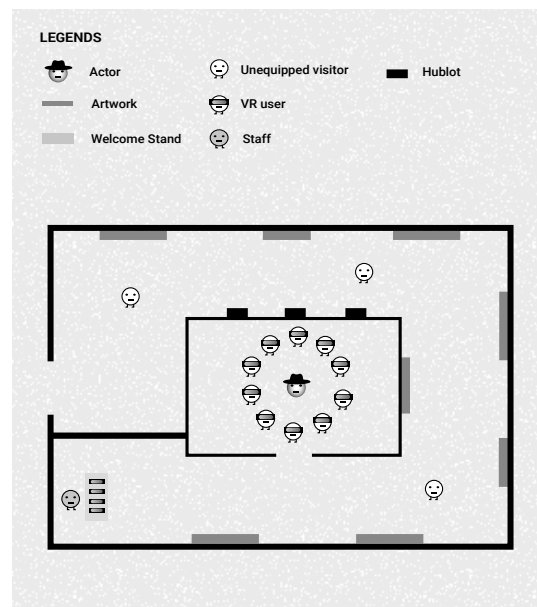 LEGENDS
Actor
Unequipped visitor
Hublot
Artwork
VR user
Welcome Stand
Staff